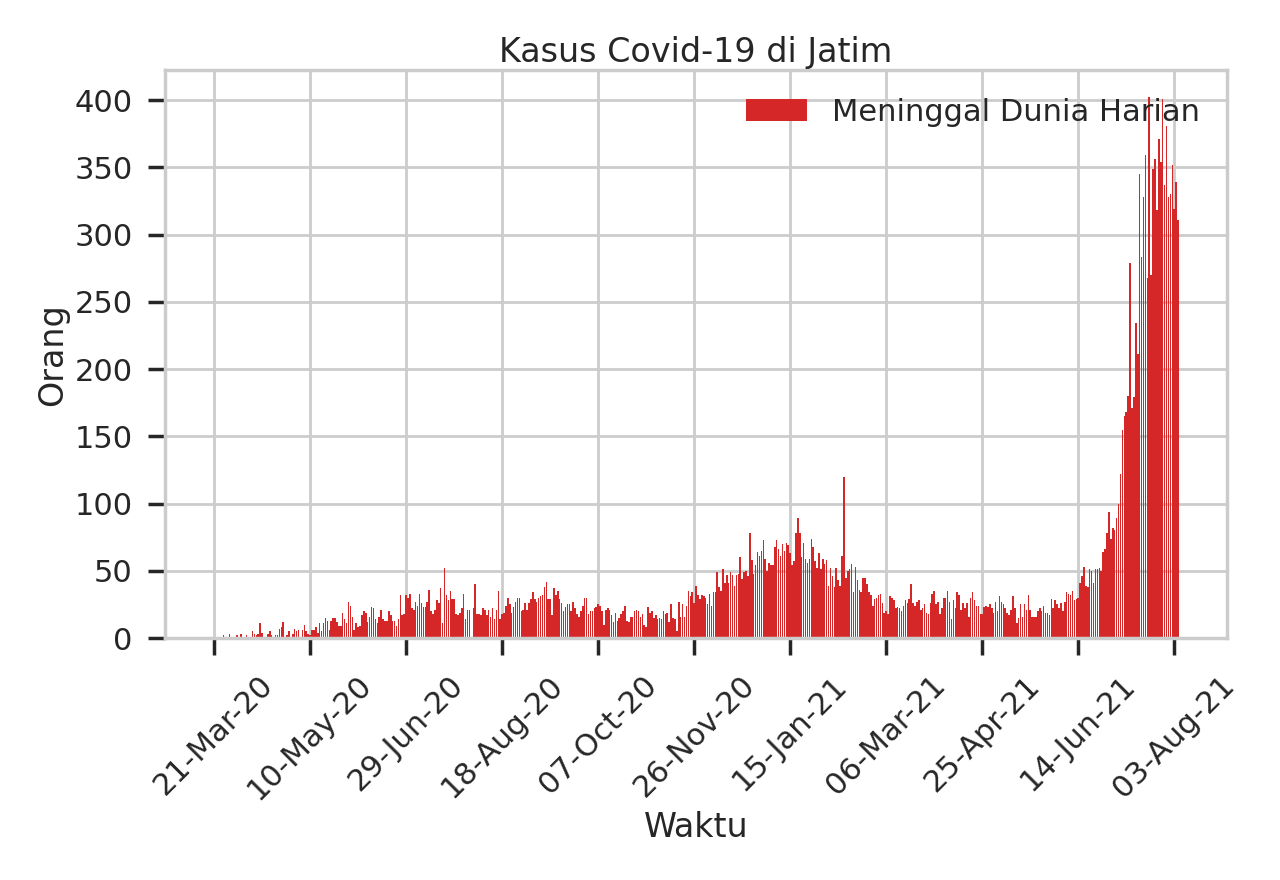 Kasus Covid-19 di Jatim
Meninggal Dunia Harian
400
350
300
250
200
150
100
50
0
Orang
21-Mar-20
10-May-20
29-Jun-20
18-Aug-20
07-Oct-20
26-Nov-20
15-Jan-21
06-Mar-21
25-Apr-21
14-Jun-21
03-Aug-21
Waktu